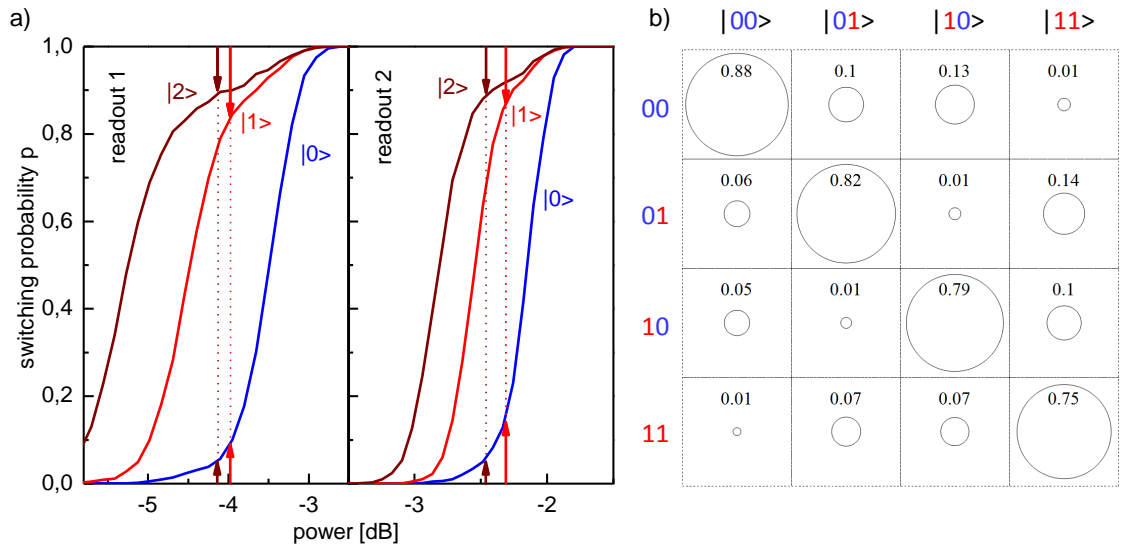 a)
1,0
0,8
0,6
0,4
0,2
0,0
switching probability p
readout 1
|2>
|1>
|0>
readout 2
|2>
|1>
|0>
-5
-4
-3
-3
-2
power [dB]
b)
|00> |01> |10> |11>
00 0.88 0.1 0.13 0.01
01 0.06 0.82 0.01 0.14
10 0.05 0.01 0.79 0.1
11 0.01 0.07 0.07 0.75